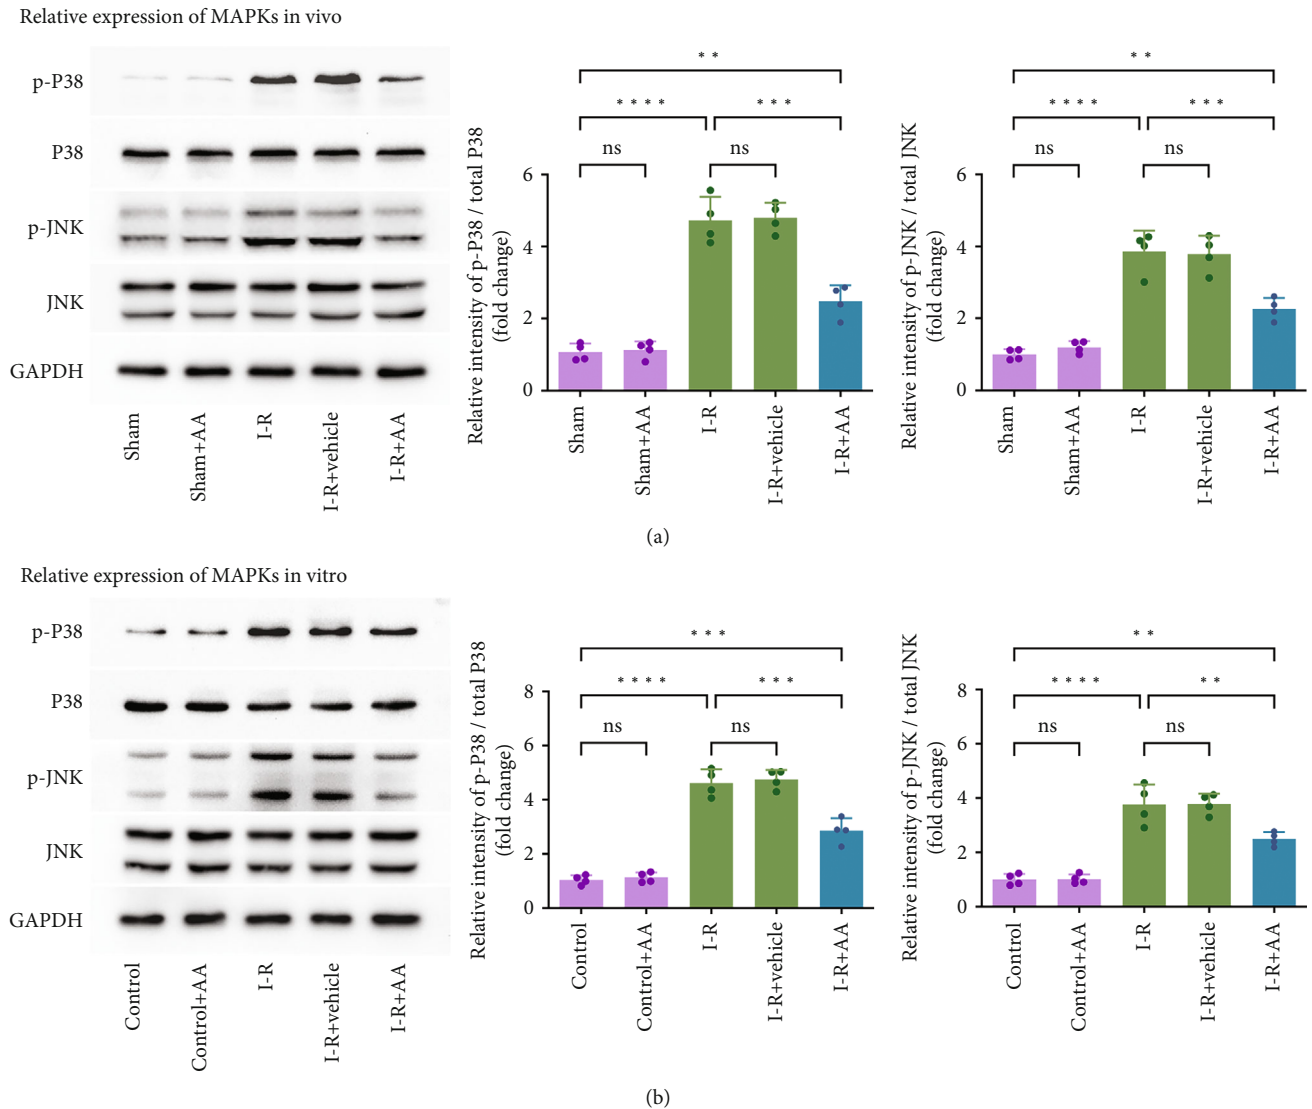 Relative expression of MAPKs in vivo
p-P38
P38
p-JNK
JNK
GAPDH
Sham
Sham+AA
I-R
I-R+vehicle
I-R+AA
Relative intensity of p-P38 / total P38
(fold change)
* *
* * * *
* * *
ns
ns
6
4
2
0
Sham
Sham+AA
I-R
I-R+vehicle
I-R+AA
Relative intensity of p-JNK / total JNK
(fold change)
* *
* * * *
* * *
ns
ns
6
4
2
0
Sham
Sham+AA
I-R
I-R+vehicle
I-R+AA
(a)
Relative expression of MAPKs in vitro
p-P38
P38
p-JNK
JNK
GAPDH
Control
Control+AA
I-R
I-R+vehicle
I-R+AA
Relative intensity of p-P38 / total P38
(fold change)
* * *
* * * *
* * *
ns
ns
8
6
4
2
0
Control
Control+AA
I-R
I-R+vehicle
I-R+AA
Relative intensity of p-JNK / total JNK
(fold change)
* *
* * * *
* *
ns
ns
8
6
4
2
0
Control
Control+AA
I-R
I-R+vehicle
I-R+AA
(b)